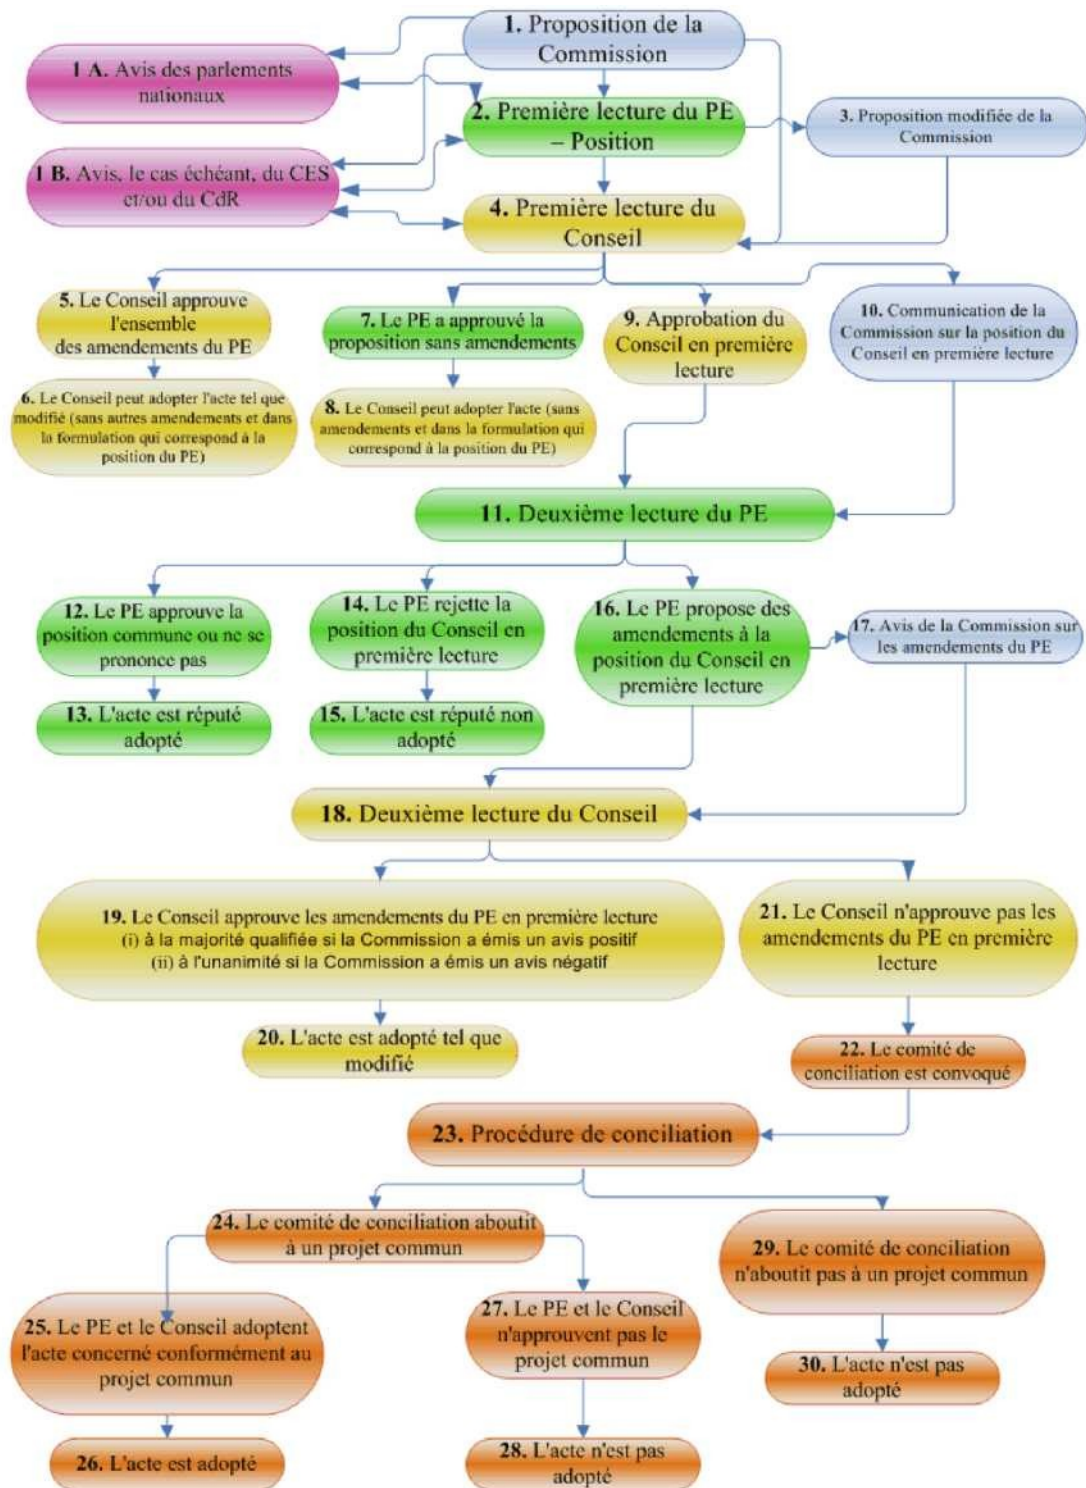 1. Proposition de la
Commission
1 A. Avis des parlements
nationaux
2. Première lecture du PE
– Position
3. Proposition modifiée de la
Commission
1 B. Avis, le cas échéant, du CES
et/ou du CdR
4. Première lecture du
Conseil
5. Le Conseil approuve
l'ensemble
des amendements du PE
6. Le Conseil peut adopter l'acte tel que
modifié (sans autres amendements et dans
la formulation qui correspond à la
position du PE)
7. Le PE a approuvé la
proposition sans amendements
8. Le Conseil peut adopter l'acte (sans
amendements et dans la formulation qui
correspond à la position du PE)
9. Approbation du
Conseil en première
lecture
10. Communication de la
Commission sur la position du
Conseil en première lecture
11. Deuxième lecture du PE
12. Le PE approuve la
position commune ou ne se
prononce pas
13. L'acte est réputé
adopté
14. Le PE rejette la
position du Conseil en
première lecture
15. L'acte est réputé non
adopté
16. Le PE propose des
amendements à la
position du Conseil en
première lecture
17. Avis de la Commission sur
les amendements du PE
18. Deuxième lecture du Conseil
19. Le Conseil approuve les amendements du PE en première lecture
(i) à la majorité qualifiée si la Commission a émis un avis positif
(ii) à l'unanimité si la Commission a émis un avis négatif
20. L'acte est adopté tel que
modifié
21. Le Conseil n'approuve pas les
amendements du PE en première
lecture
22. Le comité de
conciliation est convoqué
23. Procédure de conciliation
24. Le comité de conciliation aboutit
à un projet commun
25. Le PE et le Conseil adoptent
l'acte concerné conformément au
projet commun
26. L'acte est adopté
27. Le PE et le Conseil
n'approuvent pas le
projet commun
28. L'acte n'est pas
adopté
29. Le comité de conciliation
n'aboutit pas à un projet commun
30. L'acte n'est pas
adopté